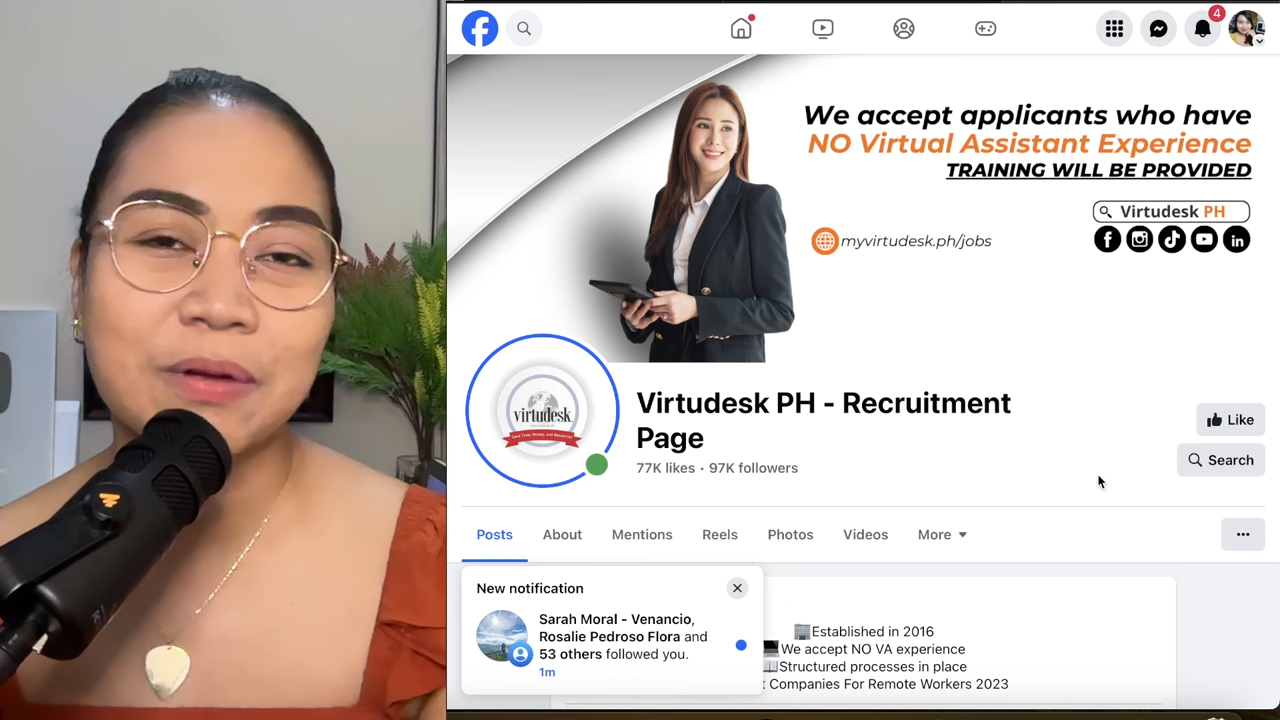 4
We accept applicants who have
NO Virtual Assistant Experience
TRAINING WILL BE PROVIDED
Virtudesk PH
myvirtudesk.ph/jobs
virtudesk
Virtudesk PH - Recruitment
Page
77K likes • 97K followers
Like
Search
Posts
About
Mentions
Reels
Photos
Videos
More
New notification
Sarah Moral - Venancio,
Rosalie Pedroso Flora and
53 others followed you.
1m
Established in 2016
We accept NO VA experience
Structured processes in place
Companies For Remote Workers 2023